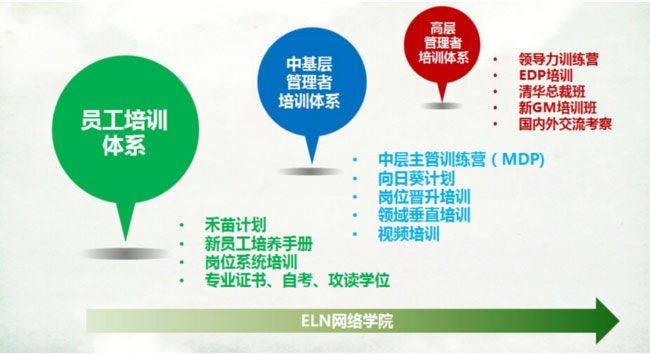 员工培训
体系
禾苗计划
新员工培养手册
岗位系统培训
专业证书、自考、攻读学位
中基层
管理者
培训体系
中层主管训练营（MDP)
向日葵计划
岗位晋升培训
领域垂直培训
视频培训
高层
管理者
培训体系
领导力训练营
EDP培训
清华总裁班
新GM培训班
国内外交流考察
ELN网络学院